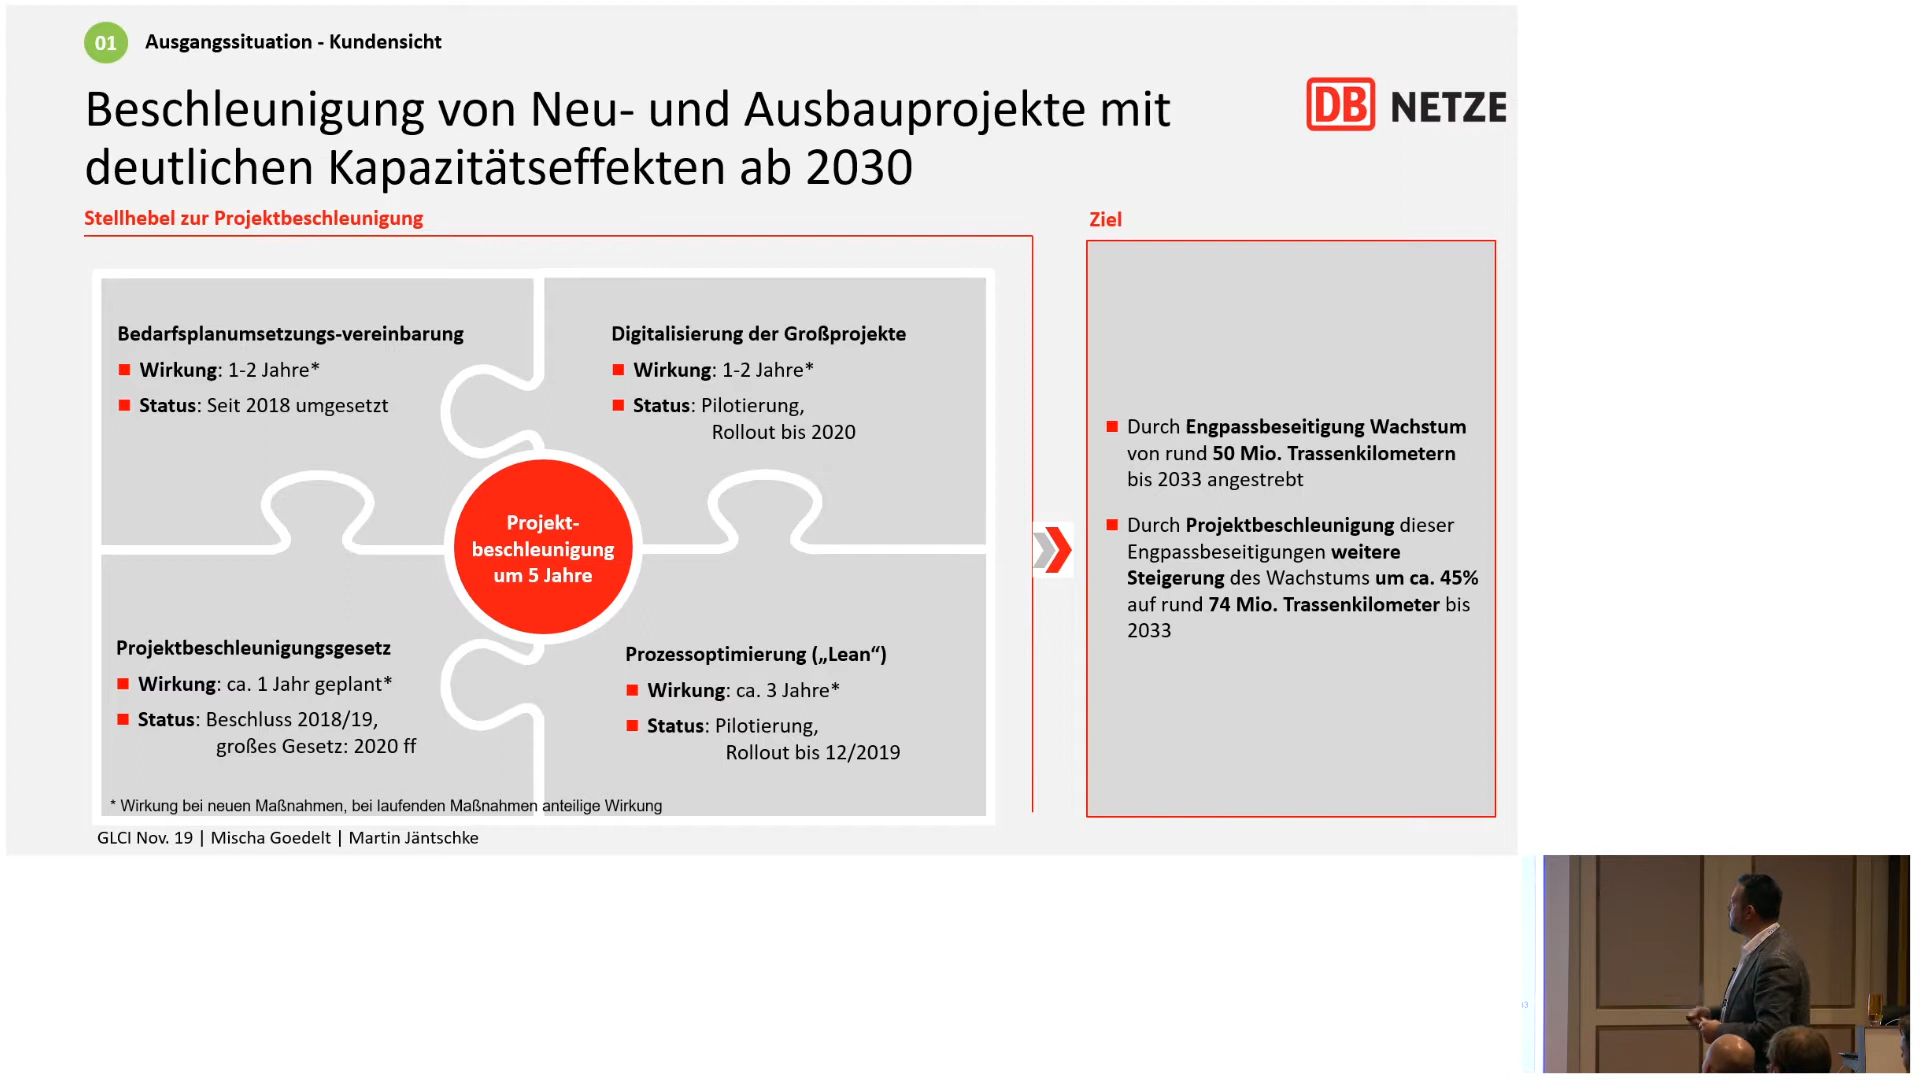 01
Ausgangssituation - Kundensicht
Beschleunigung von Neu- und Ausbauprojekte mit
deutlichen Kapazitätseffekten ab 2030
DB NETZE
Stellhebel zur Projektbeschleunigung
Bedarfsplanumsetzungs-vereinbarung
Wirkung: 1-2 Jahre*
Status: Seit 2018 umgesetzt
Digitalisierung der Großprojekte
Wirkung: 1-2 Jahre*
Status: Pilotierung,
Rollout bis 2020
Projekt-
beschleunigung
um 5 Jahre
Projektbeschleunigungsgesetz
Wirkung: ca. 1 Jahr geplant*
Status: Beschluss 2018/19,
großes Gesetz: 2020 ff
Prozessoptimierung („Lean“)
Wirkung: ca. 3 Jahre*
Status: Pilotierung,
Rollout bis 12/2019
* Wirkung bei neuen Maßnahmen, bei laufenden Maßnahmen anteilige Wirkung
Ziel
Durch Engpassbeseitigung Wachstum
von rund 50 Mio. Trassenkilometern
bis 2033 angestrebt
Durch Projektbeschleunigung dieser
Engpassbeseitigungen weitere
Steigerung des Wachstums um ca. 45%
auf rund 74 Mio. Trassenkilometer bis
2033
GLCI Nov. 19 | Mischa Goedelt | Martin Jäntschke